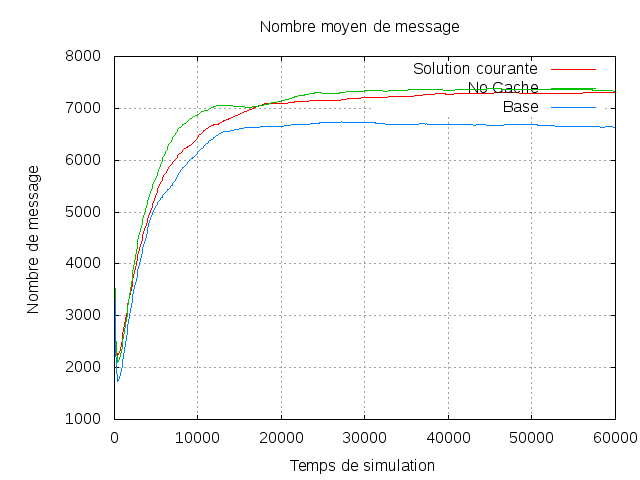 Nombre moyen de message
8000
7000
6000
5000
4000
3000
2000
1000
Nombre de message
Solution courante
No Cache
Base
0 10000 20000 30000 40000 50000 60000
Temps de simulation